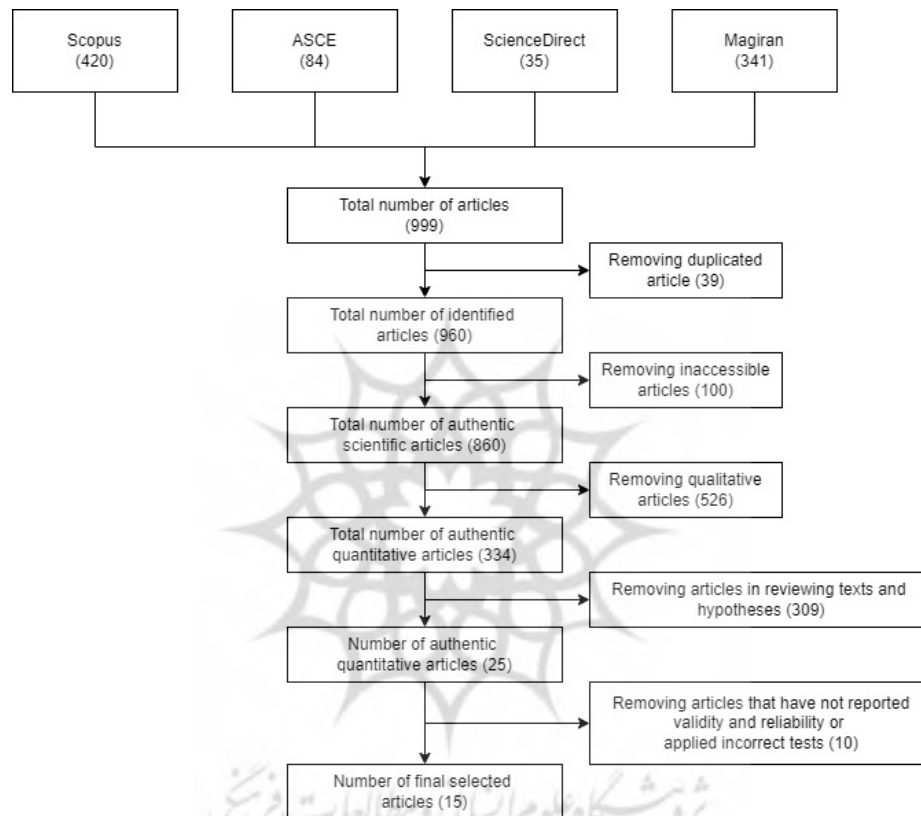 Scopus
(420)
ASCE
(84)
ScienceDirect
(35)
Magiran
(341)
Total number of articles
(999)
Removing duplicated
article (39)
Total number of identified
articles (960)
Removing inaccessible
articles (100)
Total number of authentic
scientific articles (860)
Removing qualitative
articles (526)
Total number of authentic
quantitative articles (334)
Removing articles in reviewing texts and
hypotheses (309)
Number of authentic
quantitative articles (25)
Removing articles that have not reported
validity and reliability or
applied incorrect tests (10)
Number of final selected
articles (15)